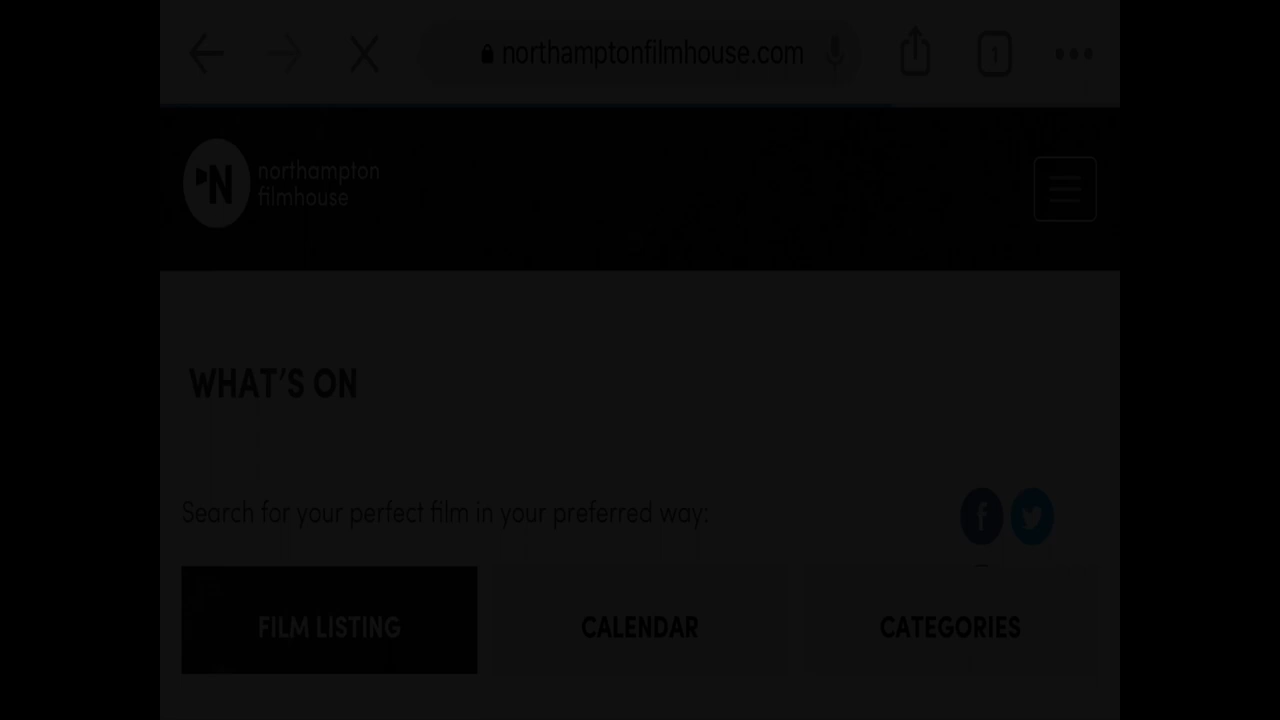 northamptonfilmhouse.com
1
N
northampton
filmhouse
WHAT'S ON
Search for your perfect film in your preferred way:
f
FILM LISTING
CALENDAR
CATEGORIES